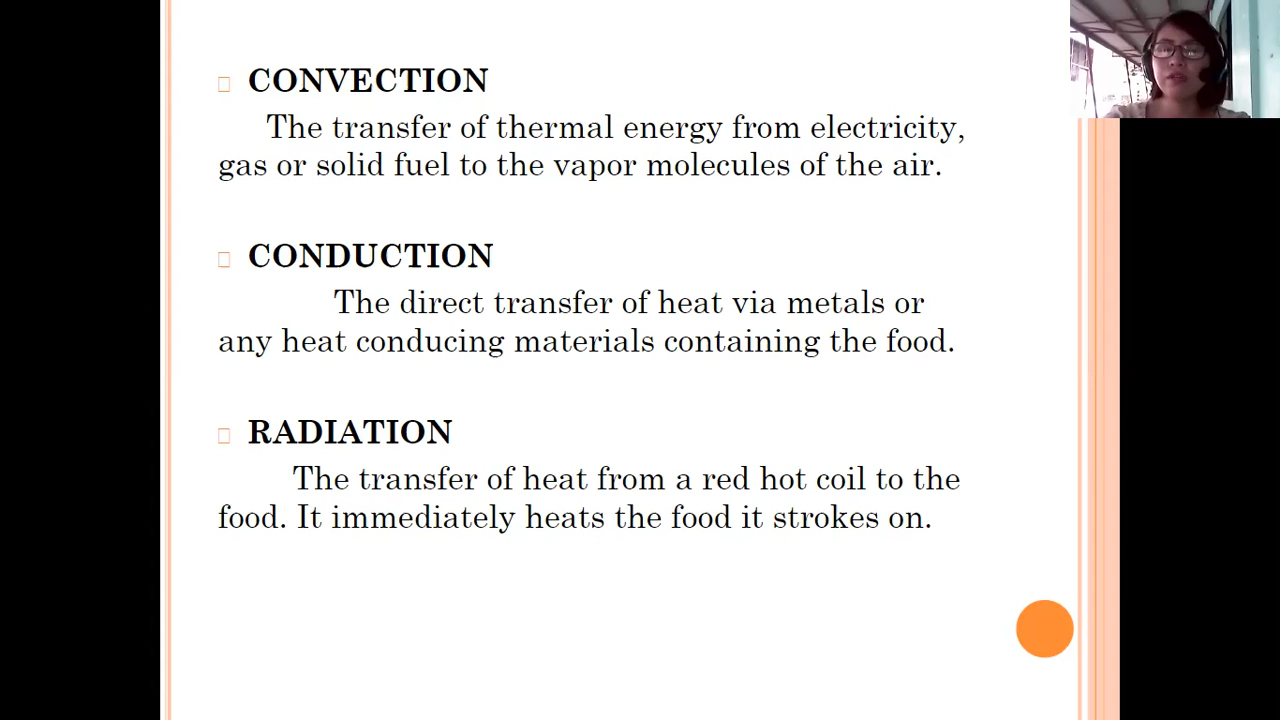 CONVECTION
The transfer of thermal energy from electricity,
gas or solid fuel to the vapor molecules of the air.
CONDUCTION
The direct transfer of heat via metals or
any heat conducing materials containing the food.
RADIATION
The transfer of heat from a red hot coil to the
food. It immediately heats the food it strokes on.